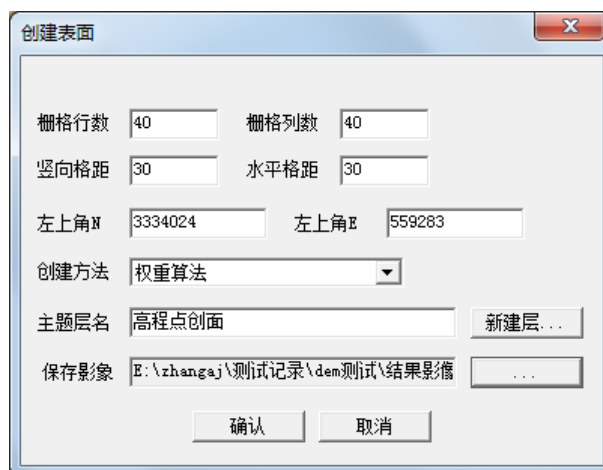 创建表面
栅格行数 40 栅格列数 40
竖向格距 30 水平格距 30
左上角N 3334024 左上角E 559283
创建方法 权重算法
主题层名 高程点创面 新建层...
保存影象 E:\zhangaj\测试记录\dem测试\结果影像 ...
确认 取消